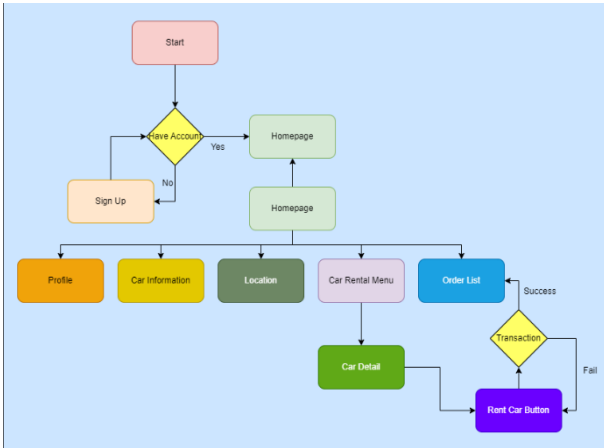 Start
Have Account
Yes
Homepage
No
Sign Up
Homepage
Profile
Car Information
Location
Car Rental Menu
Order List
Success
Transaction
Car Detail
Fail
Rent Car Button